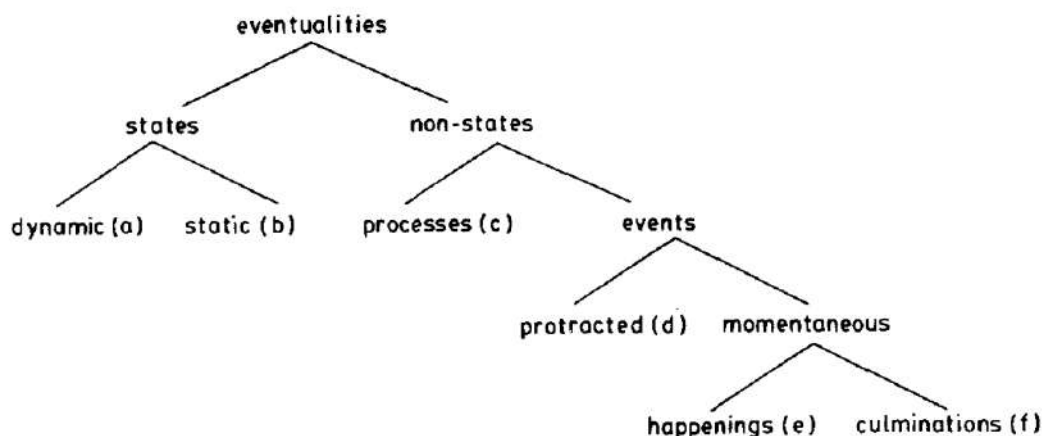 eventualities
states non-states
dynamic (a) static (b) processes (c) events
protracted (d) momentaneous
happenings (e) culminations (f)